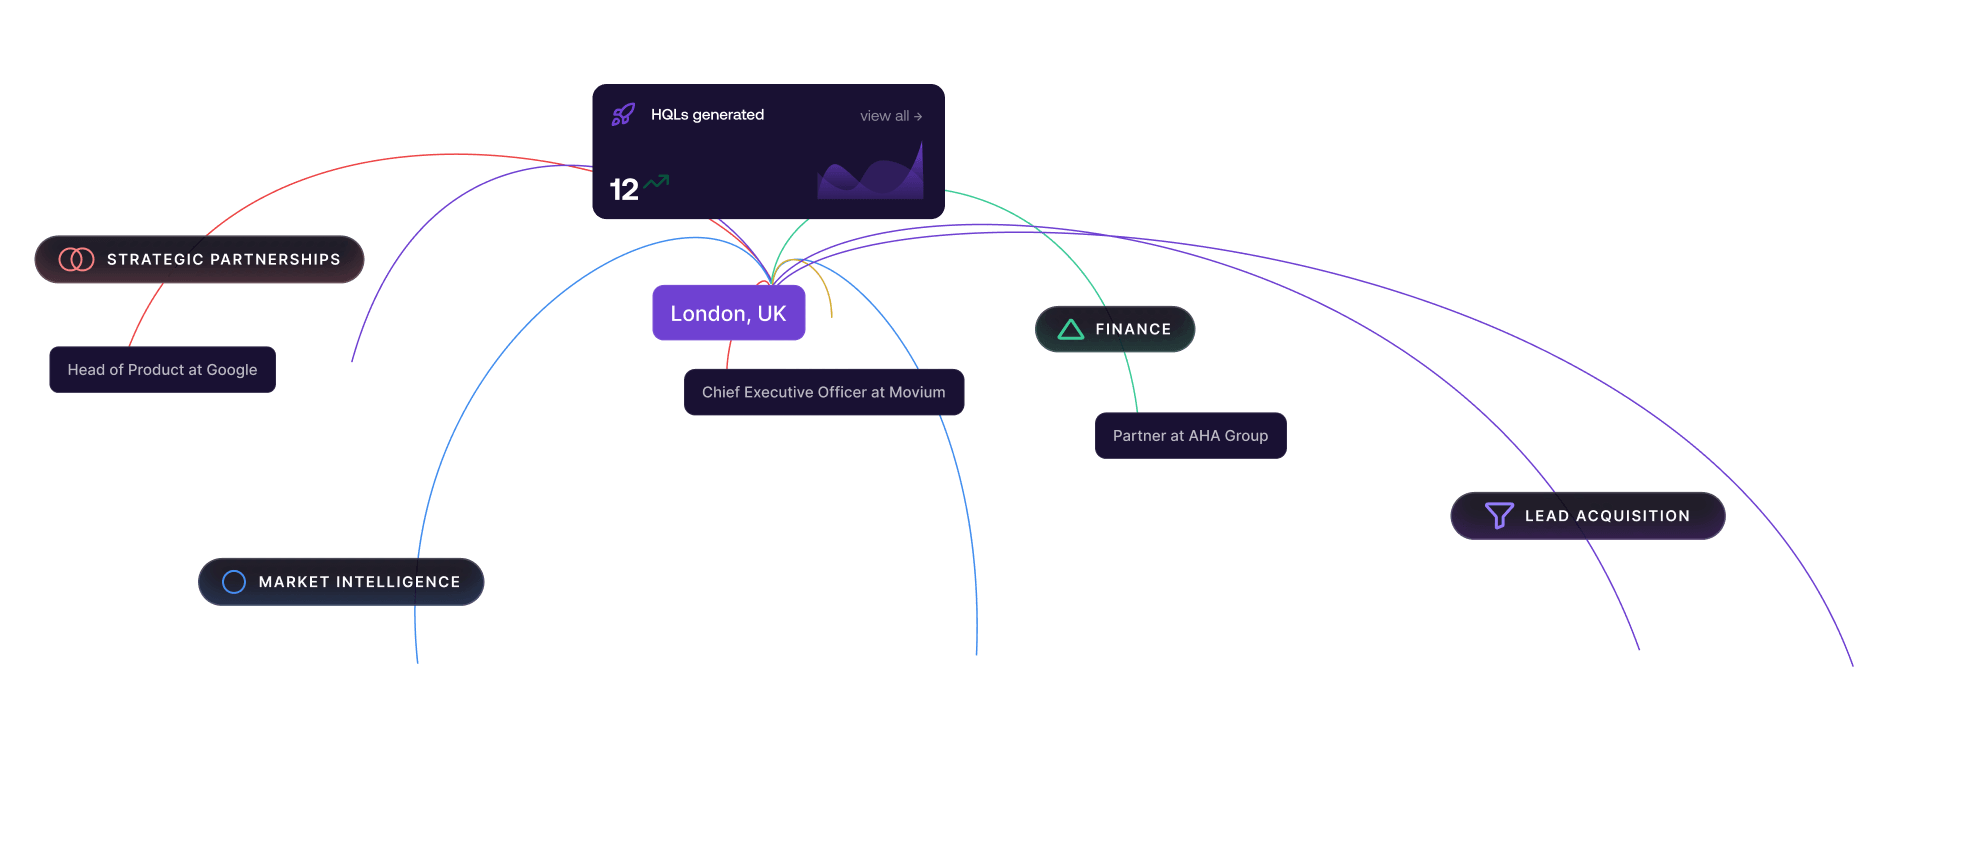 HQLs generated
view all →
12
STRATEGIC PARTNERSHIPS
London, UK
FINANCE
Head of Product at Google
Chief Executive Officer at Movium
Partner at AHA Group
LEAD ACQUISITION
MARKET INTELLIGENCE